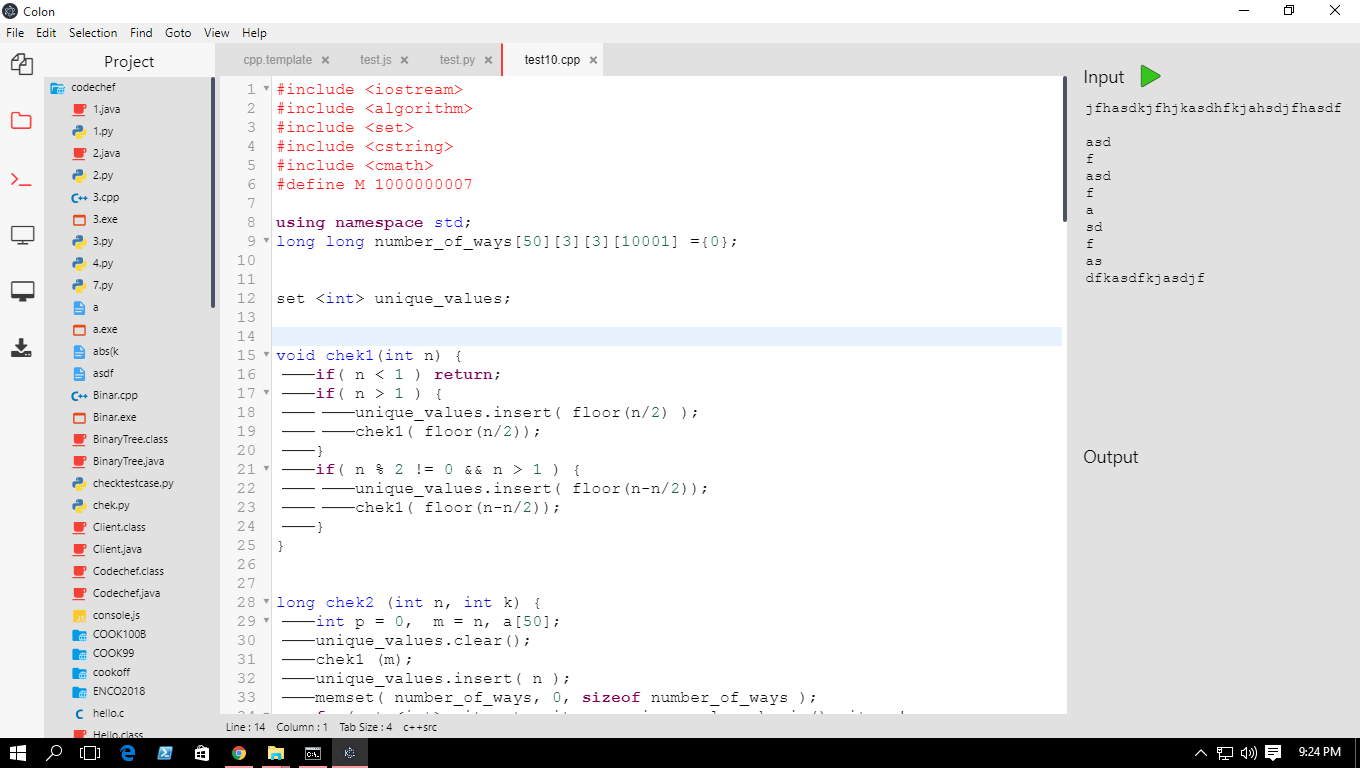 Colon
File Edit Selection Find Goto View Help
Project
codechef
1.java
1.py
2.java
2.py
3.cpp
3.exe
3.py
4.py
7.py
a
a.exe
abs(k
asdf
Binar.cpp
Binar.exe
BinaryTree.class
BinaryTree.java
checktestcase.py
chek.py
Client.class
Client.java
Codechef.class
Codechef.java
console.js
COOK100B
COOK99
cookoff
ENCO2018
hello.c
Hello.class
cpp.template × test.js × test.py × test10.cpp ×
1 #include <iostream>
2 #include <algorithm>
3 #include <set>
4 #include <cstring>
5 #include <cmath>
6 #define M 1000000007
7
8 using namespace std;
9 long long number_of_ways[50][3][3][10001] ={0};
10
11
12 set <int> unique_values;
13
14
15 void chek1(int n) {
16 if( n < 1 ) return;
17 if( n > 1 ) {
18 unique_values.insert( floor(n/2) );
19 chek1( floor(n/2));
20 }
21 if( n % 2 != 0 && n > 1 ) {
22 unique_values.insert( floor(n-n/2));
23 chek1( floor(n-n/2));
24 }
25 }
26
27
28 long chek2 (int n, int k) {
29 int p = 0,  m = n, a[50];
30 unique_values.clear();
31 chek1 (m);
32 unique_values.insert( n );
33 memset( number_of_ways, 0, sizeof number_of_ways );
Line : 14 Column : 1 Tab Size : 4 c++src
Input
jfhasdkjfhjkasdhfkjahsdjfhasdf
asd
f
asd
f
a
sd
f
as
dfkasdfkjasdjf
Output
9:24 PM